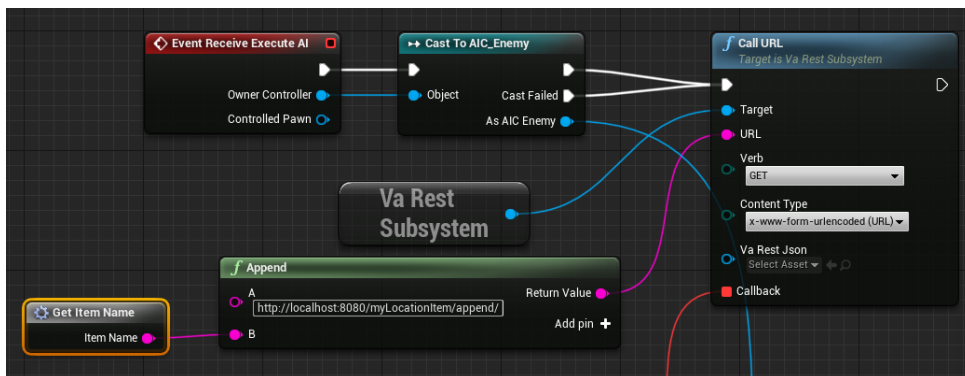 Event Receive Execute AI
Owner Controller
Controlled Pawn
Cast To AIC_Enemy
Object
Cast Failed
As AIC Enemy
Call URL
Target is Va Rest Subsystem
Target
URL
Verb
GET
Content Type
x-www-form-urlencoded (URL)
Va Rest Json
Select Asset
Callback
Va Rest
Subsystem
Append
A
http://localhost:8080/myLocationItem/append/
Return Value
B
Add pin +
Get Item Name
Item Name